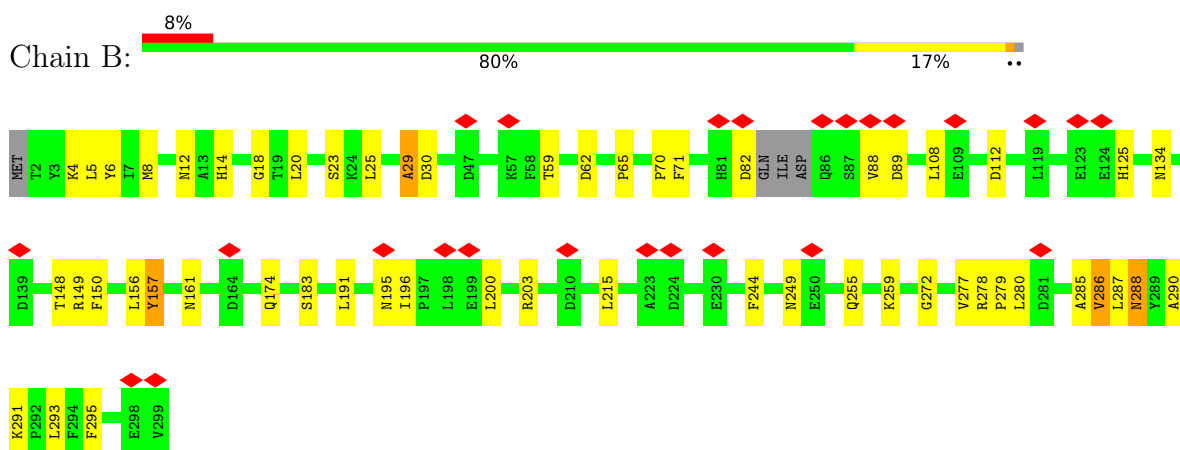 8%
Chain B:
80% 17% ••
MET T2 Y3 K4 L5 Y6 I7 M8 N12 A13 H14 G18 T19 L20 S23 K24 L25 A29 D30 D47 K57 F58 T59 D62 P65 P70 F71 H81 D82 GLN ILE ASP Q86 S87 V88 D89 L108 E109 D112 L119 E123 E124 H125 N134
D139 T148 R149 F150 L156 Y157 N161 D164 Q174 S183 L191 N195 I196 P197 L198 E199 L200 R203 D210 L215 A223 D224 E230 F244 N249 E250 Q255 K259 G272 V277 R278 P279 L280 D281 A285 V286 L287 N288 Y289 A290
K291 P292 L293 F294 F295 E298 V299